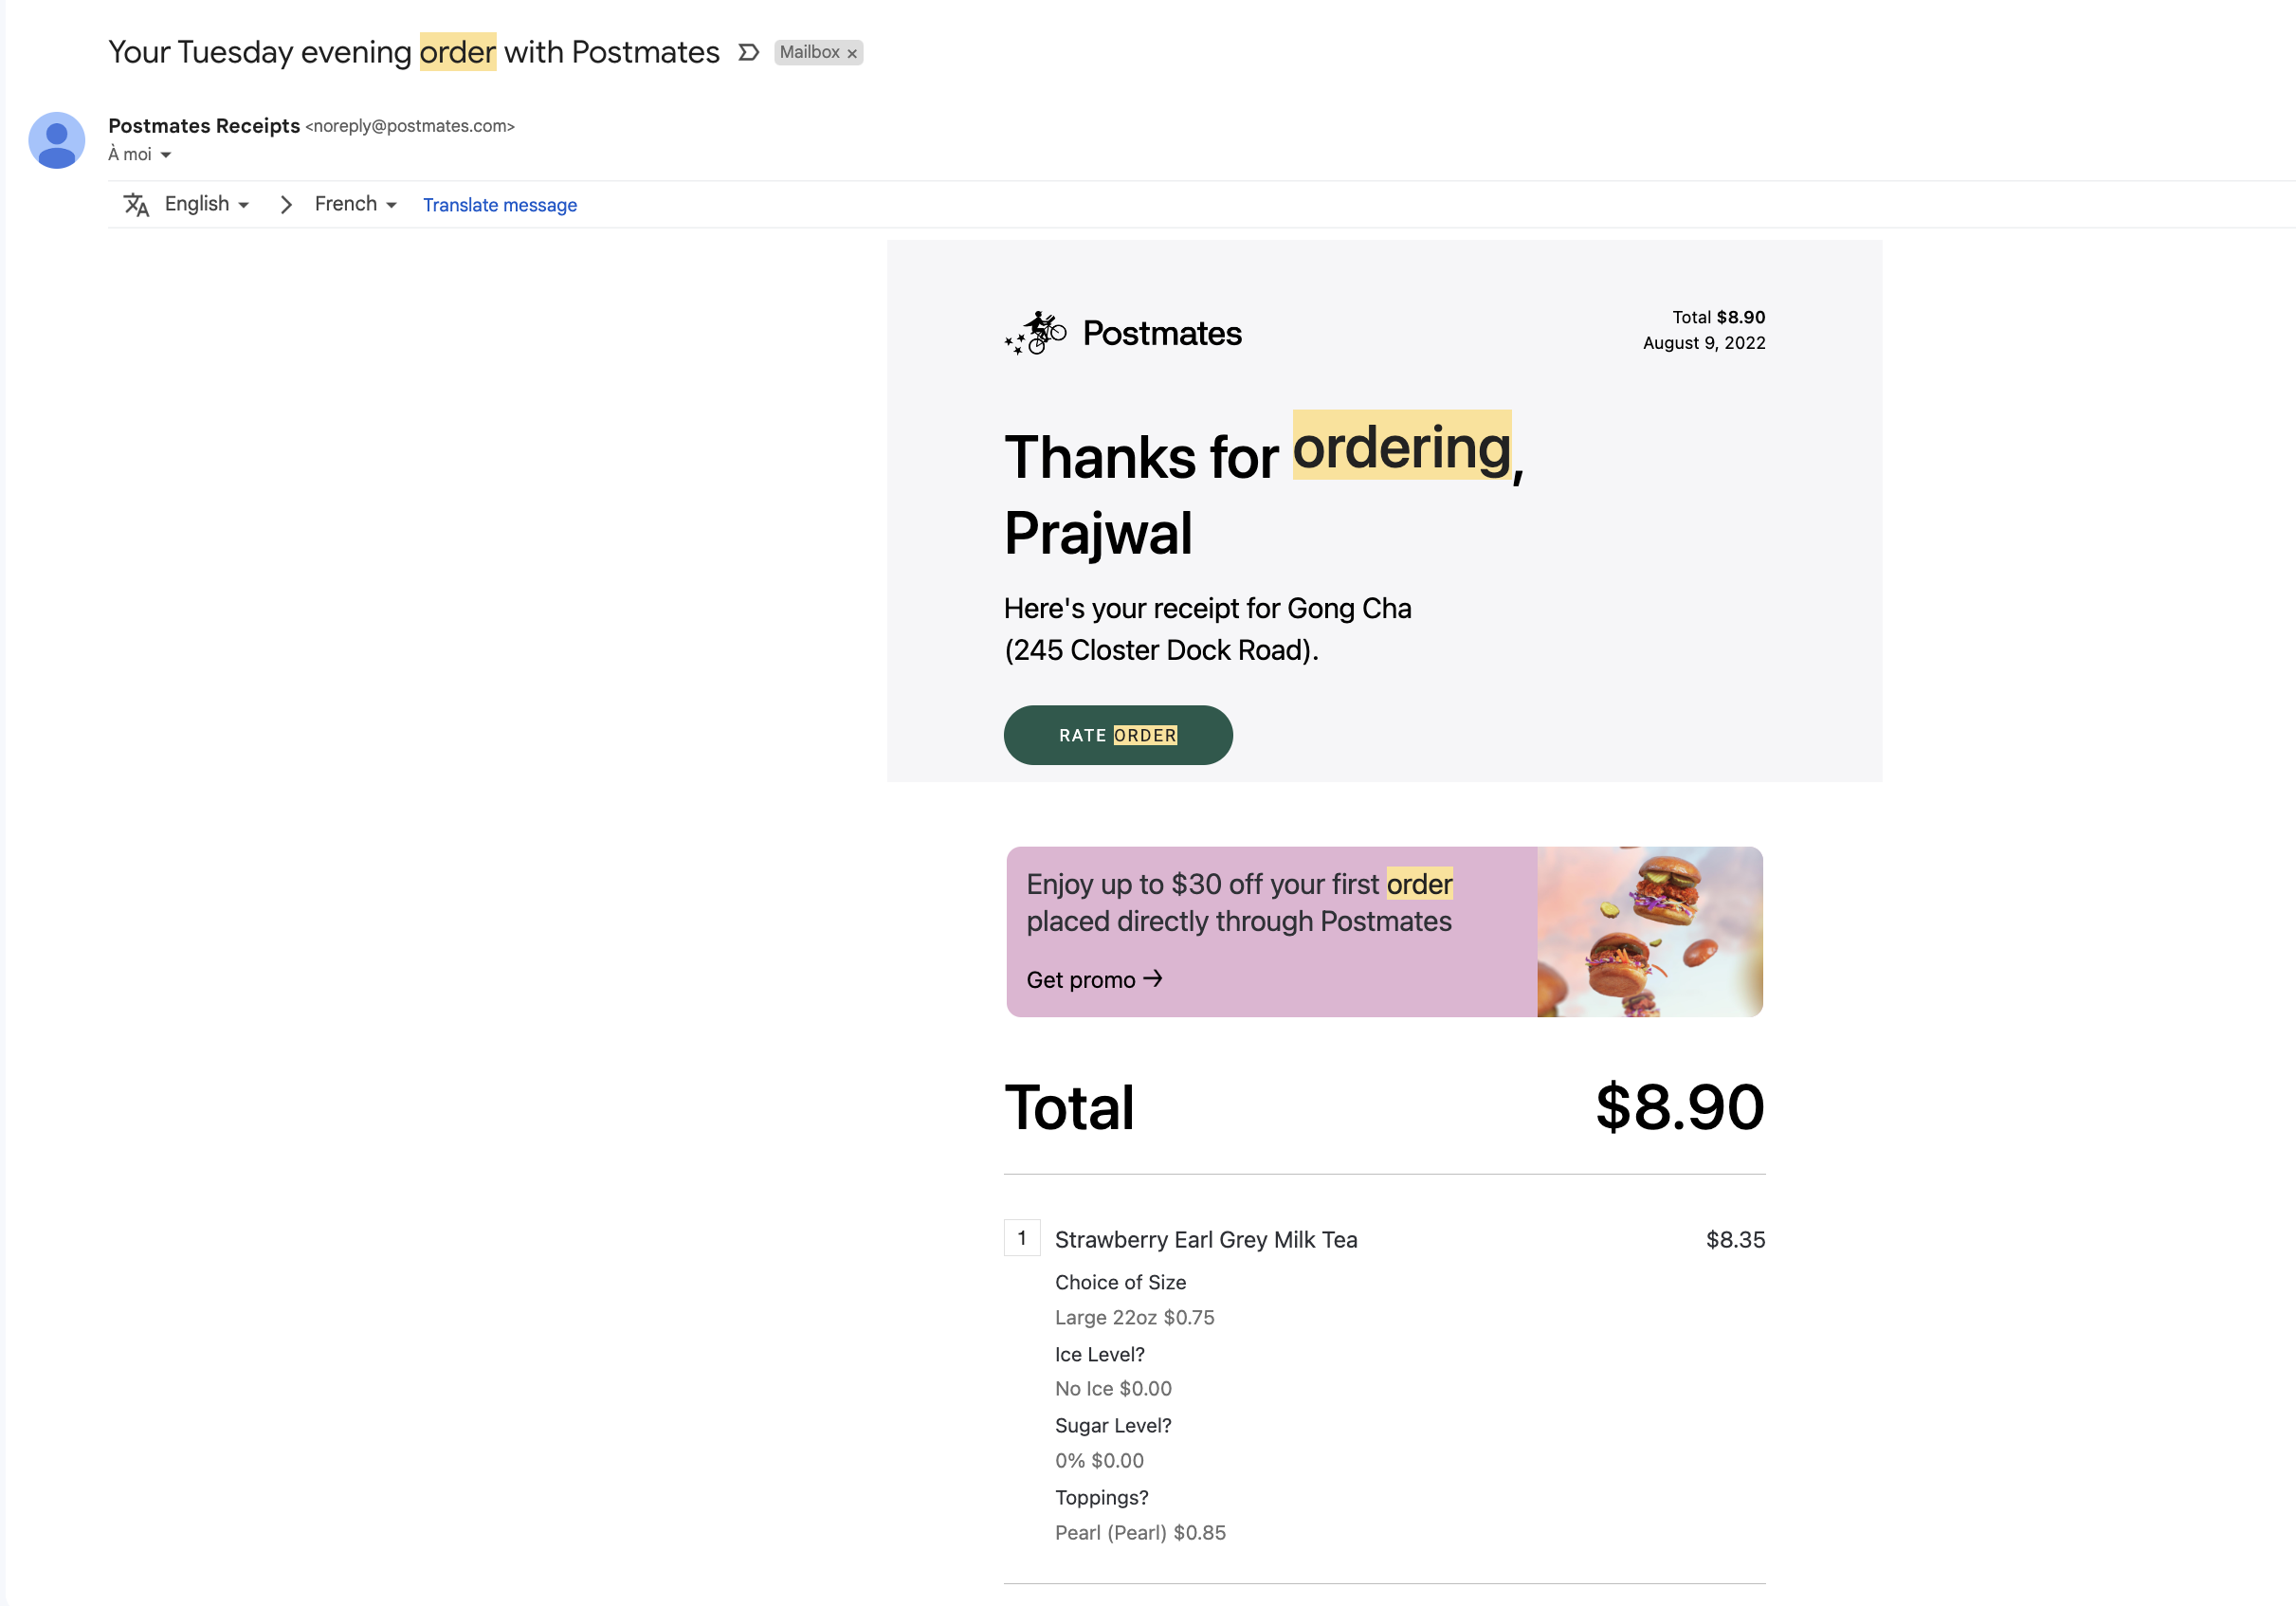 Your Tuesday evening order with Postmates
Mailbox ×
Postmates Receipts <noreply@postmates.com>
À moi
English > French Translate message
Postmates
Total $8.90
August 9, 2022
Thanks for ordering,
Prajwal
Here's your receipt for Gong Cha
(245 Closter Dock Road).
RATE ORDER
Enjoy up to $30 off your first order
placed directly through Postmates
Get promo →
Total $8.90
1 Strawberry Earl Grey Milk Tea $8.35
Choice of Size
Large 22oz $0.75
Ice Level?
No Ice $0.00
Sugar Level?
0% $0.00
Toppings?
Pearl (Pearl) $0.85